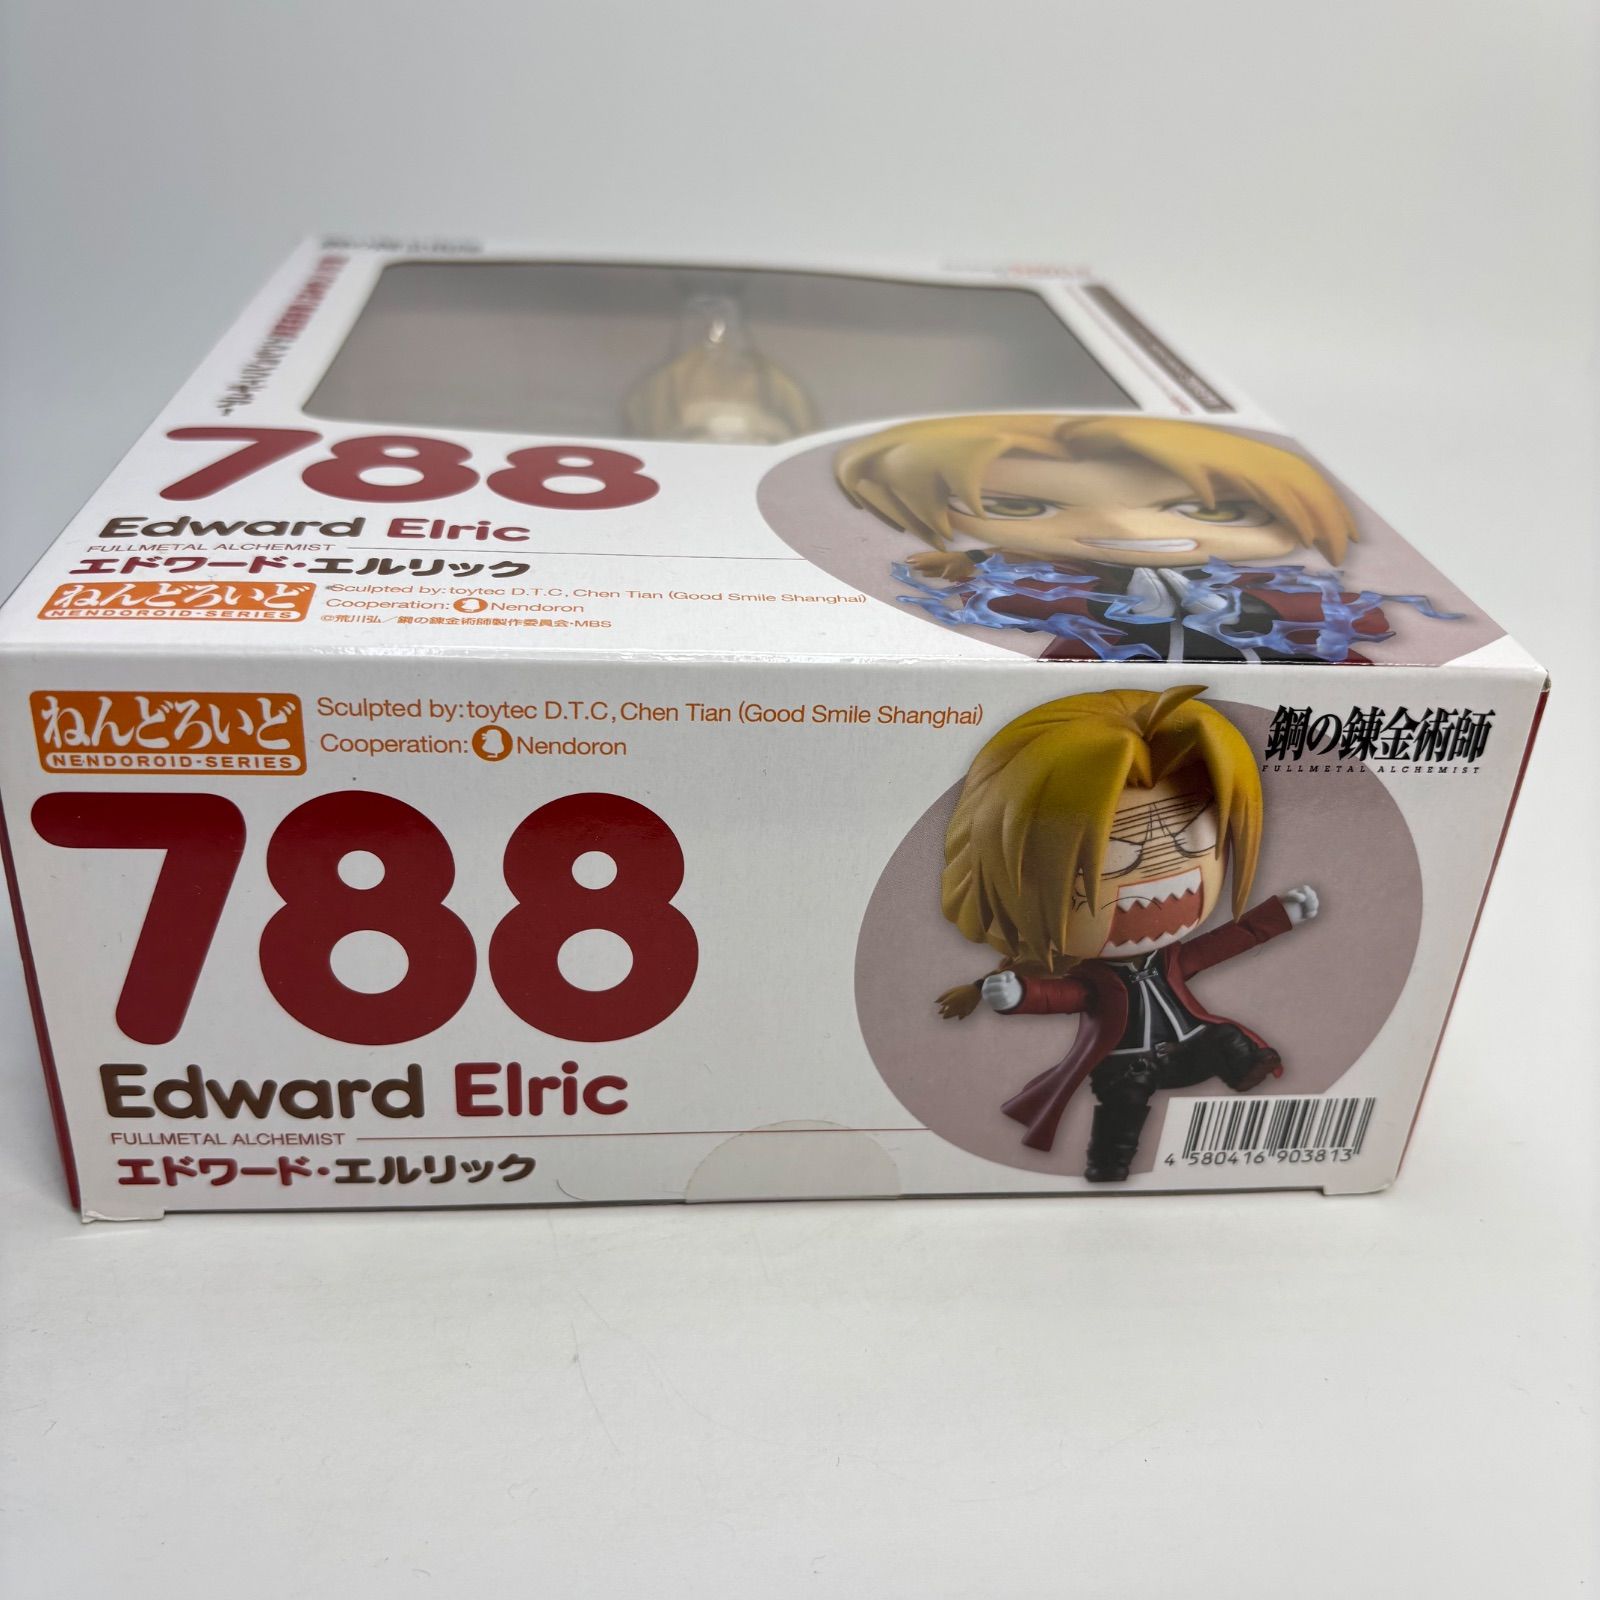 788
Edward Elric
FULLMETAL ALCHEMIST
エドワード・エルリック
ねんどろいど
NENDOROID-SERIES
Sculpted by: toytec D.T.C, Chen Tian (Good Smile Shanghai)
Cooperation: Nendoron
©荒川弘／鋼の錬金術師製作委員会・MBS
ねんどろいど
NENDOROID-SERIES
Sculpted by: toytec D.T.C, Chen Tian (Good Smile Shanghai)
Cooperation: Nendoron
鋼の錬金術師
FULLMETAL ALCHEMIST
788
Edward Elric
FULLMETAL ALCHEMIST
エドワード・エルリック
4 580416 903813